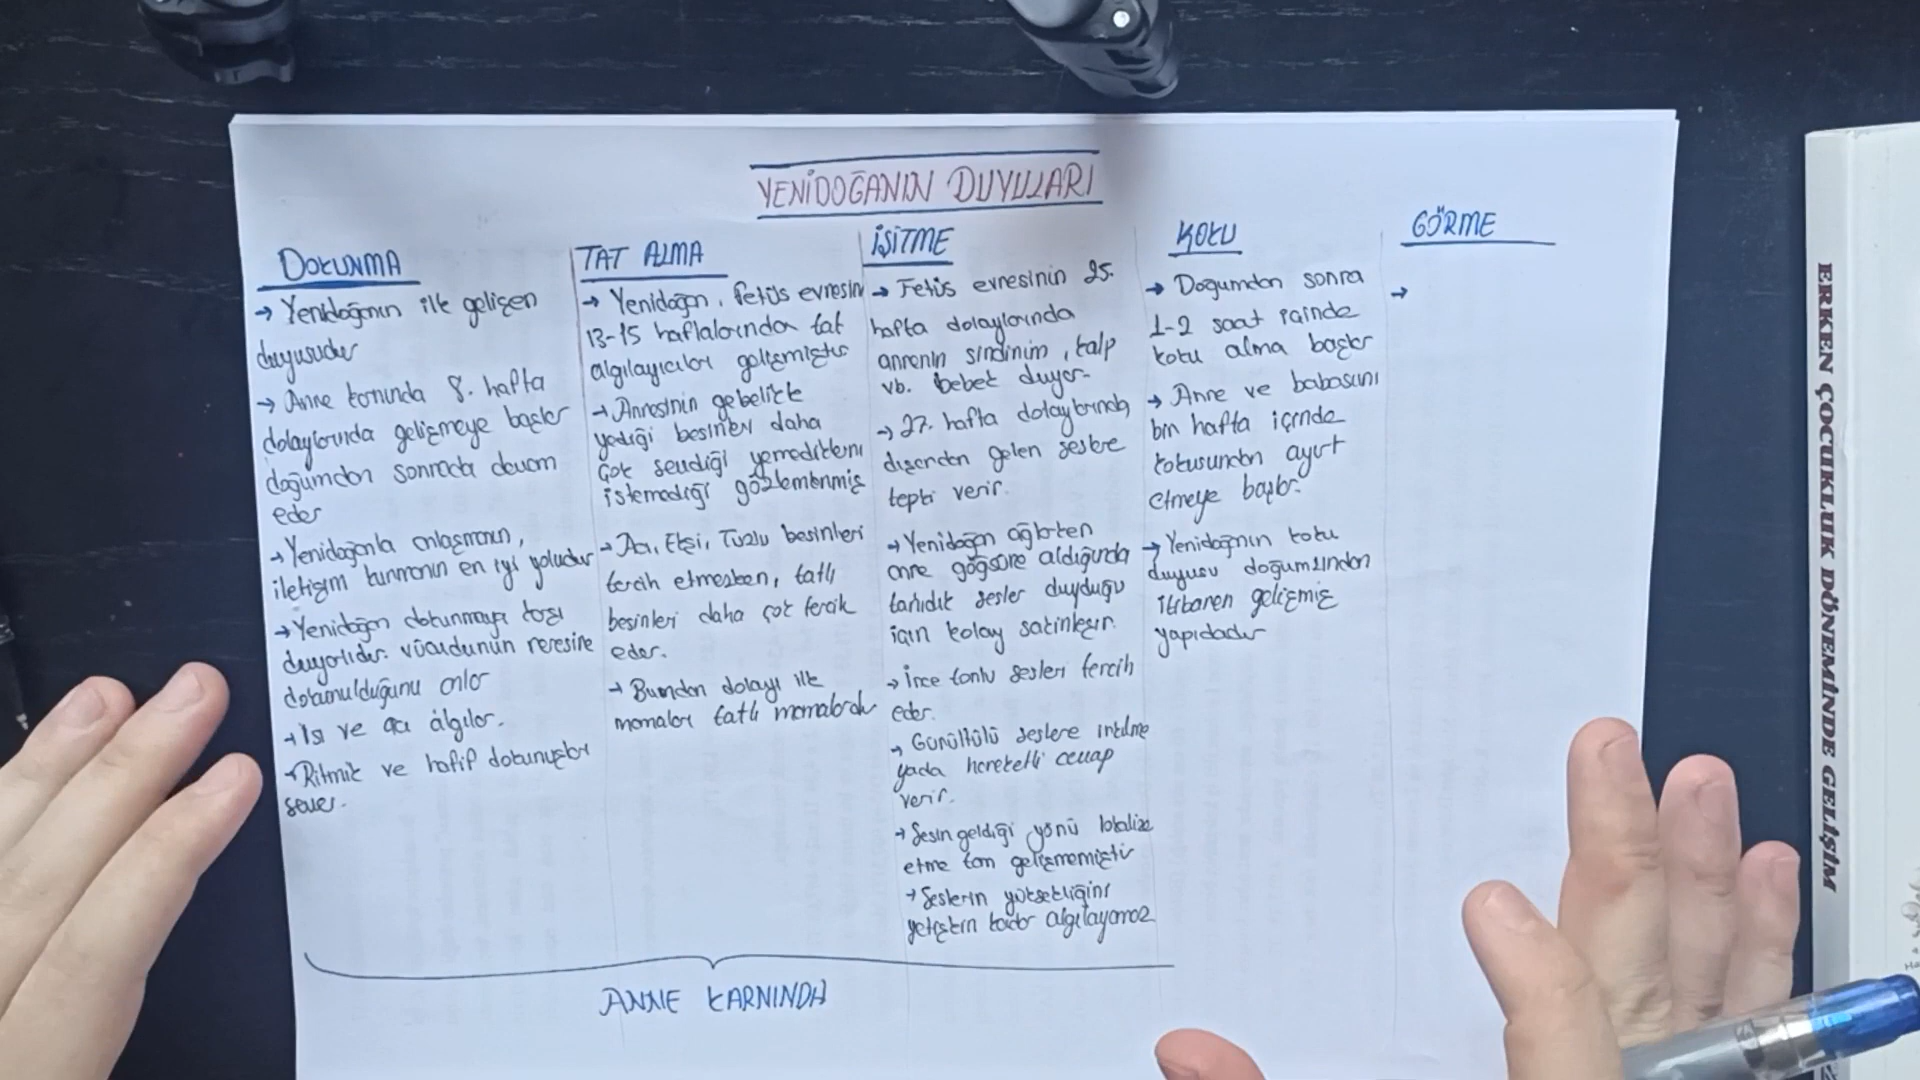 YENİDOĞANIN DUYULARI
DOKUNMA
→ Yenidoğanın ilk gelişen
duyusudur
→ Anne karnında 8. hafta
dolaylarında gelişmeye başlar
doğumdan sonrada devam
eder
→ Yenidoğanla anlaşmanın,
iletişim kurmanın en iyi yoludur
→ Yenidoğan dokunmaya karşı
duyarlıdır. vücudunun neresine
dokunulduğunu anlar
→ Isı ve acı algılar.
→ Ritmik ve hafif dokunuşları
sever.
TAT ALMA
→ Yenidoğan, fetüs evresin
13-15 haftalarından tat
algılayıcıları gelişmiştir
→ Annesinin gebelikte
yediği besinleri daha
çok sevdiği yemediklerini
istemediği gözlemlenmiş
→ Acı, Ekşi, Tuzlu besinleri
tercih etmezken, tatlı
besinleri daha çok tercih
eder.
→ Bundan dolayı ilk
mamaları tatlı mamalardır
İŞİTME
→ Fetüs evresinin 25.
hafta dolaylarında
annenin sindirim, kalp
vb. bebek duyar.
→ 27. hafta dolaylarında,
dışarıdan gelen seslere
tepki verir.
→ Yenidoğan ağlarken
anne göğsüne aldığında
tanıdık sesler duyduğu
için kolay sakinleşir.
→ İnce tonlu sesleri tercih
eder.
→ Gürültülü seslere irkilme
yada hareketli cevap
verir.
→ Sesin geldiği yönü lokalize
etme tam gelişmemiştir
→ Seslerin yüksekliğini
yetişkin kadar algılayamaz
KOKU
→ Doğumdan sonra
1-2 saat içinde
koku alma başlar
→ Anne ve babasını
bir hafta içinde
kokusundan ayırt
etmeye başlar.
→ Yenidoğanın koku
duyusu doğumundan
itibaren gelişmiş
yapıdadır
GÖRME
→
ANNE KARNINDA
ERKEN ÇOCUKLUK DÖNEMİNDE GELİŞİM